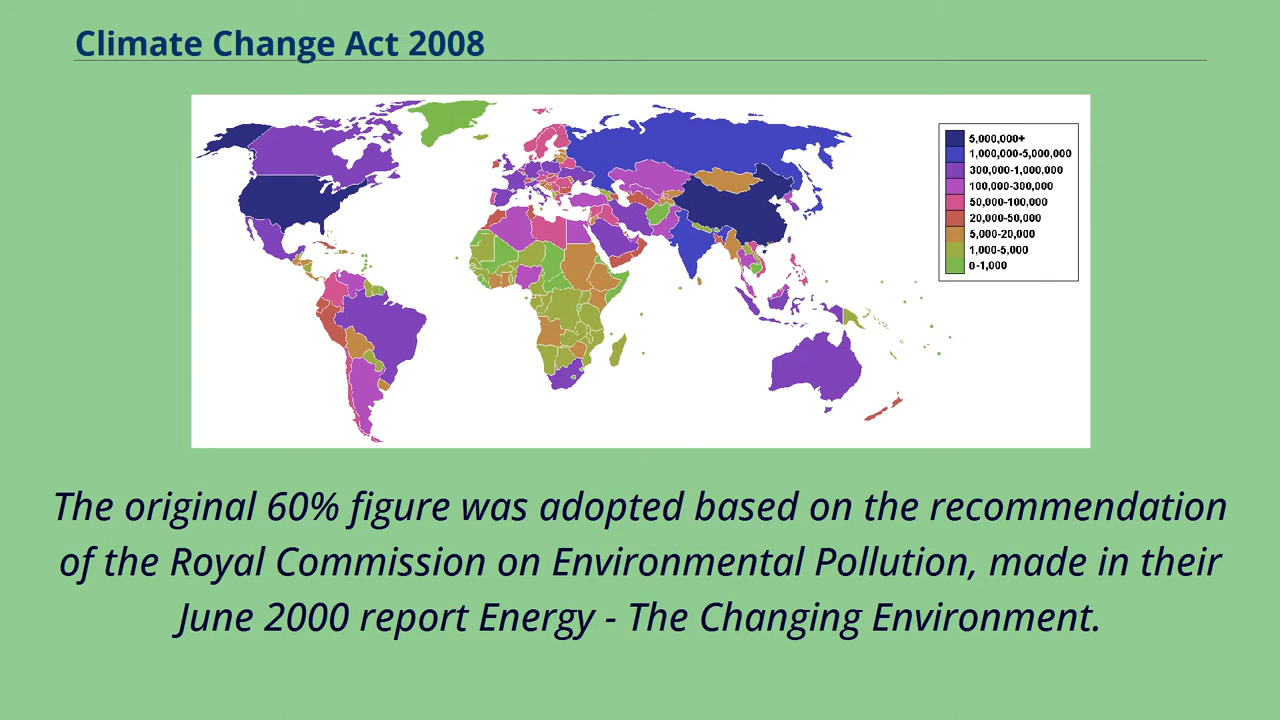 Climate Change Act 2008
5,000,000+
1,000,000-5,000,000
300,000-1,000,000
100,000-300,000
50,000-100,000
20,000-50,000
5,000-20,000
1,000-5,000
0-1,000
The original 60% figure was adopted based on the recommendation
of the Royal Commission on Environmental Pollution, made in their
June 2000 report Energy - The Changing Environment.